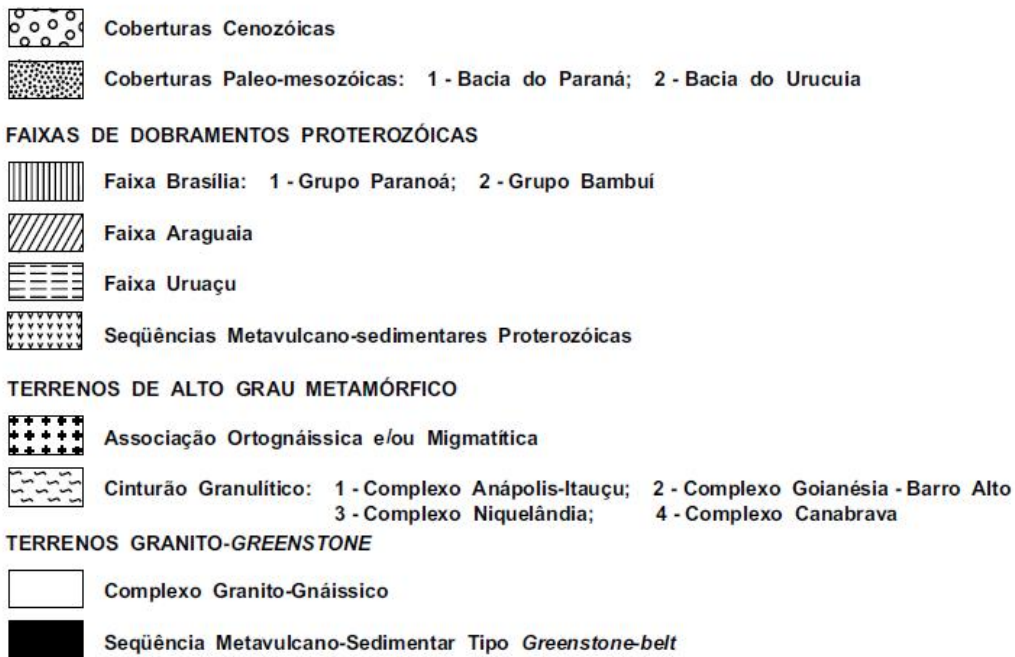 Coberturas Cenozóicas
Coberturas Paleo-mesozóicas: 1 - Bacia do Paraná; 2 - Bacia do Urucuia
FAIXAS DE DOBRAMENTOS PROTEROZÓICAS
Faixa Brasília: 1 - Grupo Paranoá; 2 - Grupo Bambuí
Faixa Araguaia
Faixa Uruaçu
Seqüências Metavulcano-sedimentares Proterozóicas
TERRENOS DE ALTO GRAU METAMÓRFICO
Associação Ortognáissica e/ou Migmatítica
Cinturão Granulítico: 1 - Complexo Anápolis-Itauçu; 2 - Complexo Goianésia - Barro Alto
3 - Complexo Niquelândia; 4 - Complexo Canabrava
TERRENOS GRANITO-GREENSTONE
Complexo Granito-Gnáissico
Seqüência Metavulcano-Sedimentar Tipo Greenstone-belt